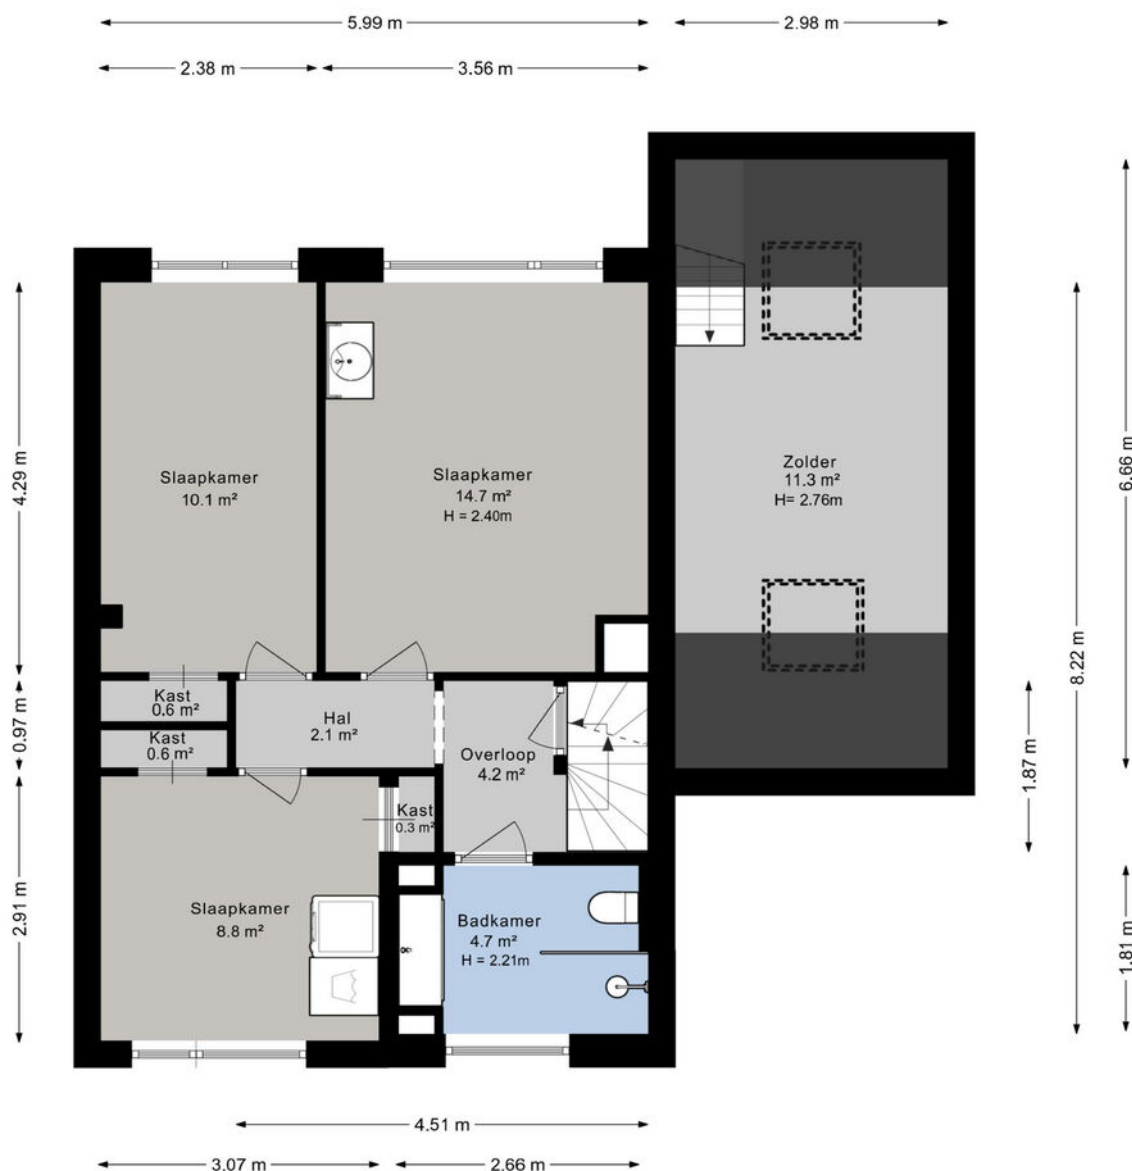 5.99 m
2.98 m
2.38 m
3.56 m
4.29 m
Slaapkamer
10.1 m²
Slaapkamer
14.7 m²
H = 2.40m
Zolder
11.3 m²
H= 2.76m
6.66 m
8.22 m
0.97 m
Kast
0.6 m²
Kast
0.6 m²
Hal
2.1 m²
Overloop
4.2 m²
1.87 m
Kast
0.3 m²
2.91 m
Slaapkamer
8.8 m²
Badkamer
4.7 m²
H = 2.21m
1.81 m
4.51 m
3.07 m
2.66 m